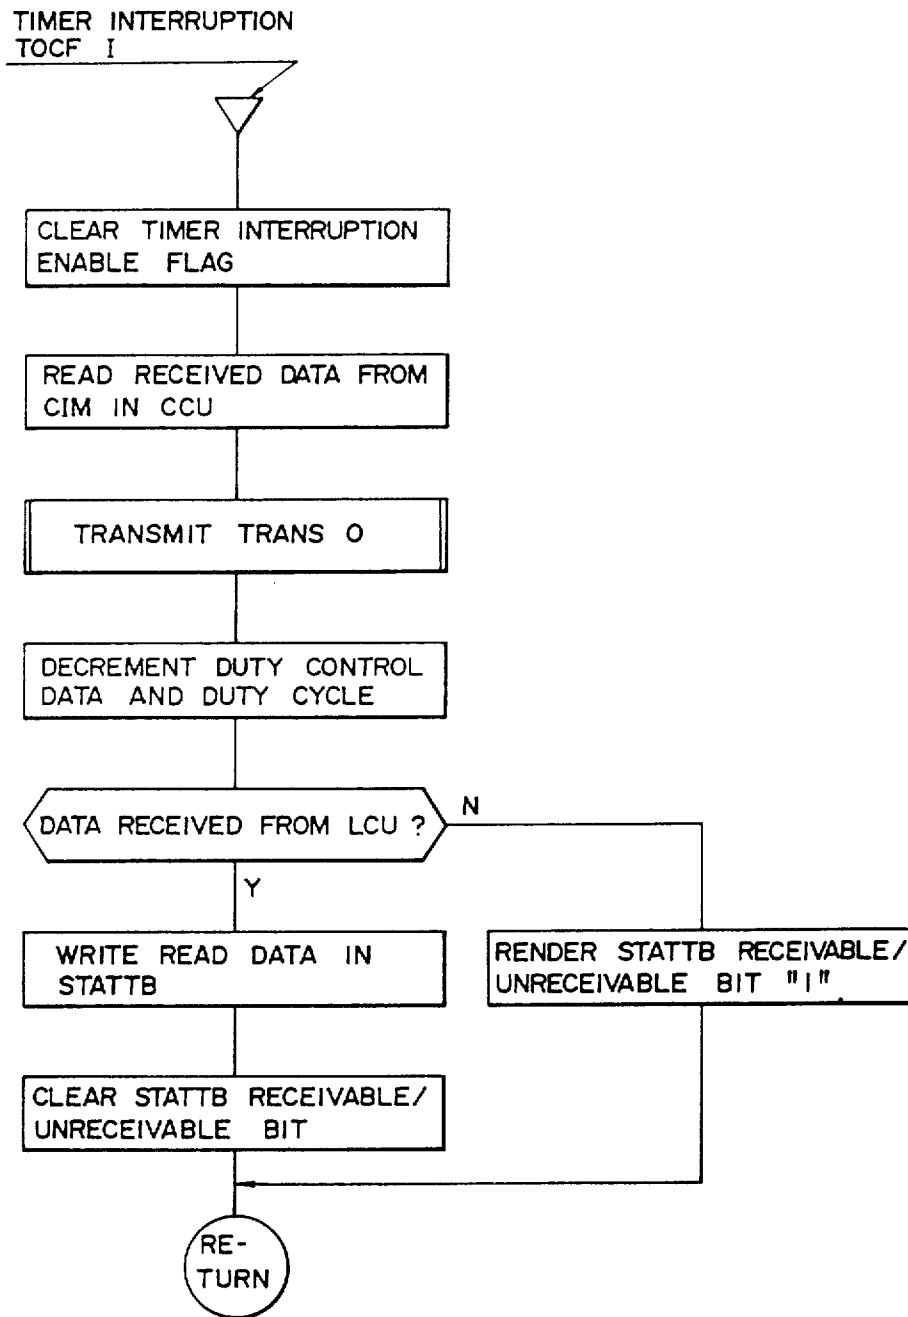 TIMER INTERRUPTION
TOCF I
CLEAR TIMER INTERRUPTION
ENABLE FLAG
READ RECEIVED DATA FROM
CIM IN CCU
TRANSMIT TRANS O
DECREMENT DUTY CONTROL
DATA AND DUTY CYCLE
DATA RECEIVED FROM LCU ?
N
Y
WRITE READ DATA IN
STATTB
RENDER STATTB RECEIVABLE/
UNRECEIVABLE BIT "I"
CLEAR STATTB RECEIVABLE/
UNRECEIVABLE BIT
RE-
TURN